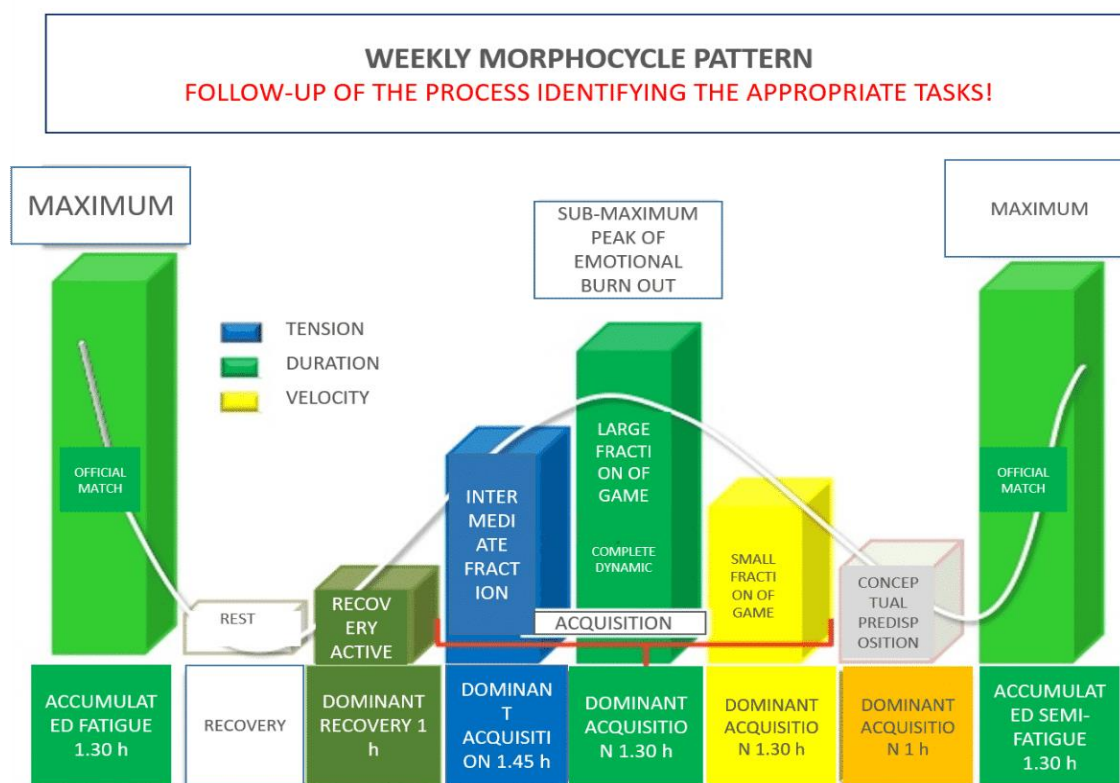 WEEKLY MORPHOCYCLE PATTERN
FOLLOW-UP OF THE PROCESS IDENTIFYING THE APPROPRIATE TASKS!
MAXIMUM
SUB-MAXIMUM
PEAK OF
EMOTIONAL
BURN OUT
MAXIMUM
TENSION
DURATION
VELOCITY
OFFICIAL
MATCH
REST
RECOV
ERY
ACTIVE
INTER
MEDI
ATE
FRACT
ION
LARGE
FRACTI
ON OF
GAME
COMPLETE
DYNAMIC
SMALL
FRACTI
ON OF
GAME
CONCEP
TUAL
PREDISP
OSITION
OFFICIAL
MATCH
ACQUISITION
ACCUMULAT
ED FATIGUE
1.30 h
RECOVERY
DOMINANT
RECOVERY 1
h
DOMINAN
T
ACQUISITI
ON 1.45 h
DOMINANT
ACQUISITIO
N 1.30 h
DOMINANT
ACQUISITIO
N 1.30 h
DOMINANT
ACQUISITIO
N 1 h
ACCUMULAT
ED SEMI-
FATIGUE
1.30 h